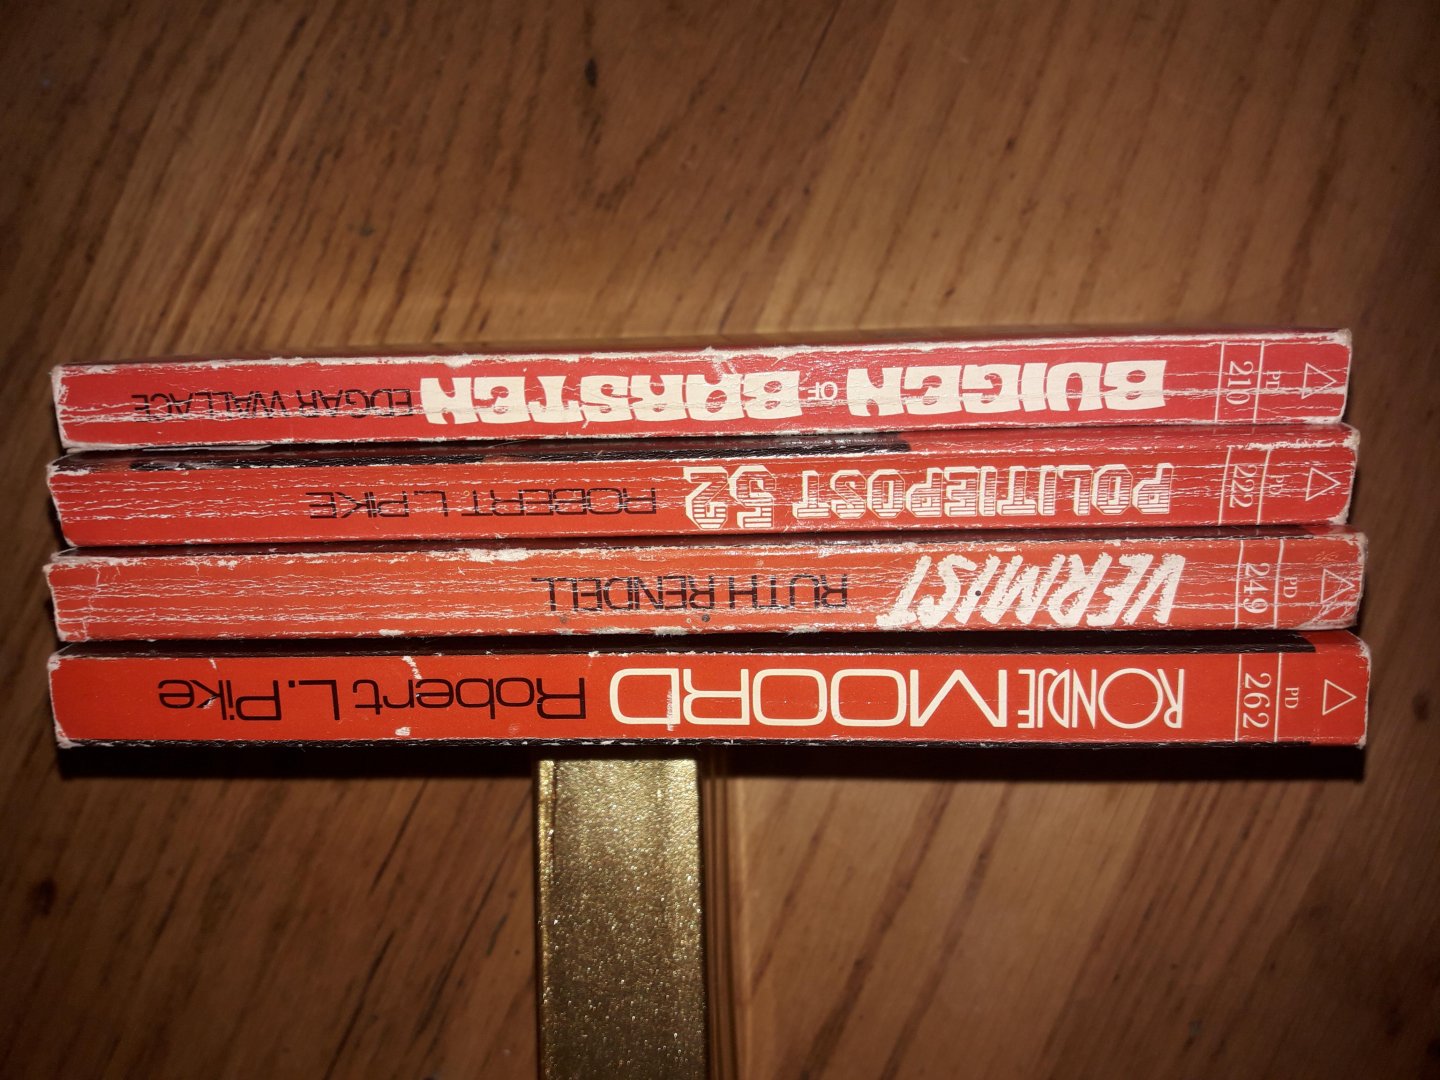 BUIGEN OF BARSTEN EDGAR WALLACE
PD
210
POLITIEPOST 52 ROBERT L. PIKE
PD
222
VERMIST RUTH RENDELL
PD
249
RONDJE MOORD Robert L. Pike
PD
262